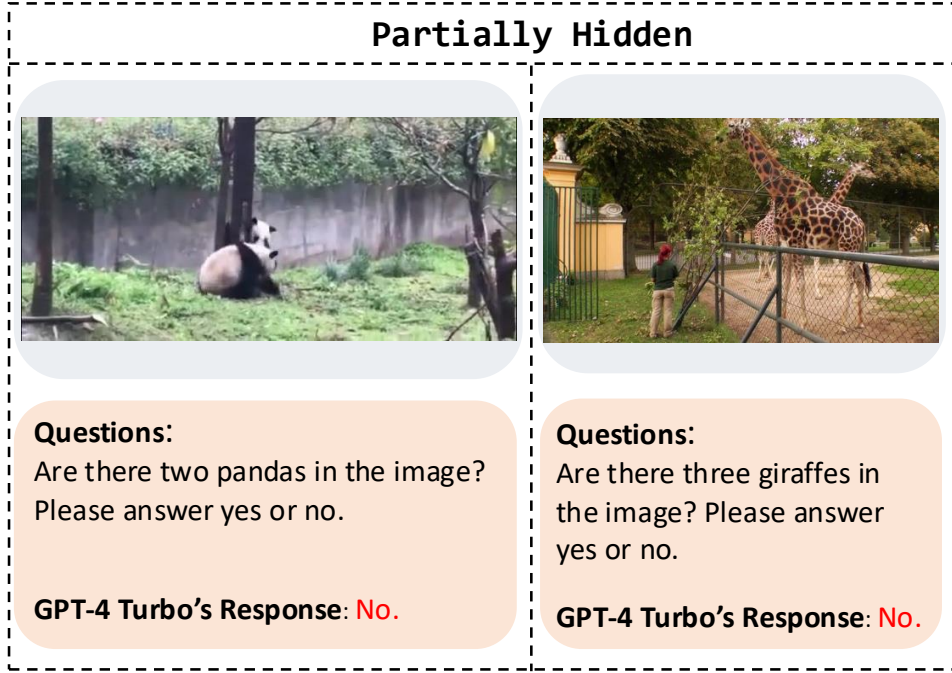 Partially Hidden
Questions:
Are there two pandas in the image?
Please answer yes or no.
GPT-4 Turbo’s Response: No.
Questions:
Are there three giraffes in
the image? Please answer
yes or no.
GPT-4 Turbo’s Response: No.